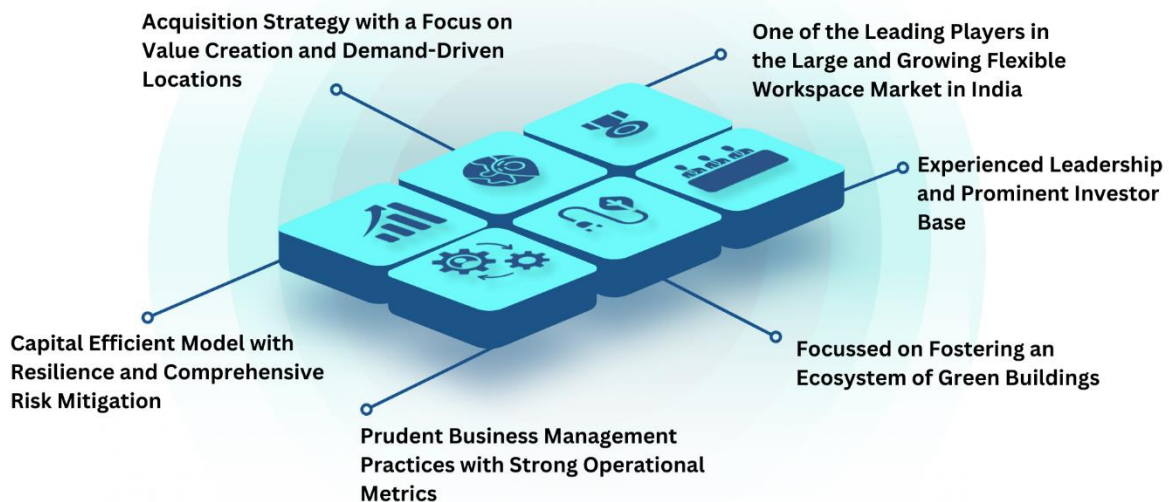 Acquisition Strategy with a Focus on
Value Creation and Demand-Driven
Locations
One of the Leading Players in
the Large and Growing Flexible
Workspace Market in India
Experienced Leadership
and Prominent Investor
Base
Capital Efficient Model with
Resilience and Comprehensive
Risk Mitigation
Focussed on Fostering an
Ecosystem of Green Buildings
Prudent Business Management
Practices with Strong Operational
Metrics